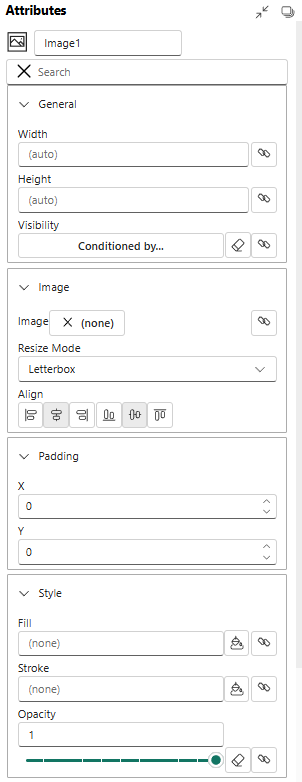 Attributes
Image1
Search
General
Width
(auto)
Height
(auto)
Visibility
Conditioned by...
Image
Image (none)
Resize Mode
Letterbox
Align
Padding
X
0
Y
0
Style
Fill
(none)
Stroke
(none)
Opacity
1